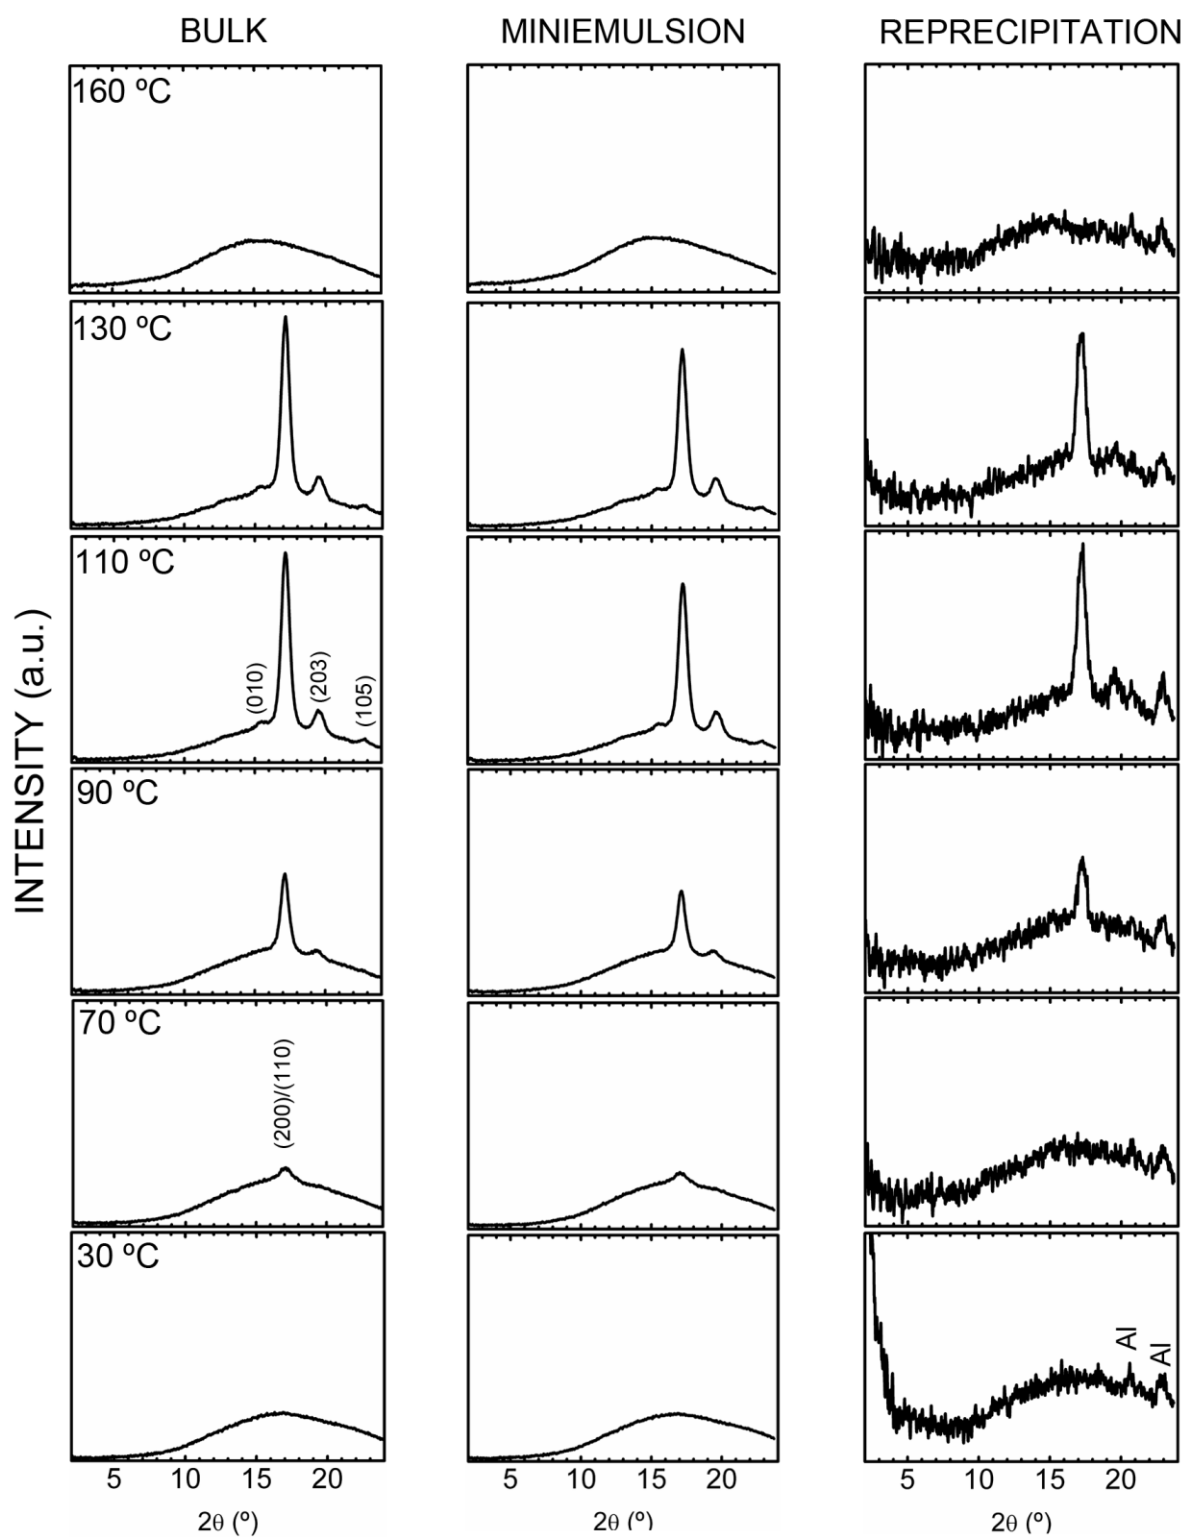 BULK MINIEMULSION REPRECIPITATION
160 ºC
130 ºC
110 ºC
(010) (203) (105)
90 ºC
70 ºC
(200)/(110)
30 ºC
Al Al
INTENSITY (a.u.)
5 10 15 20 5 10 15 20 5 10 15 20
2θ (º) 2θ (º) 2θ (º)